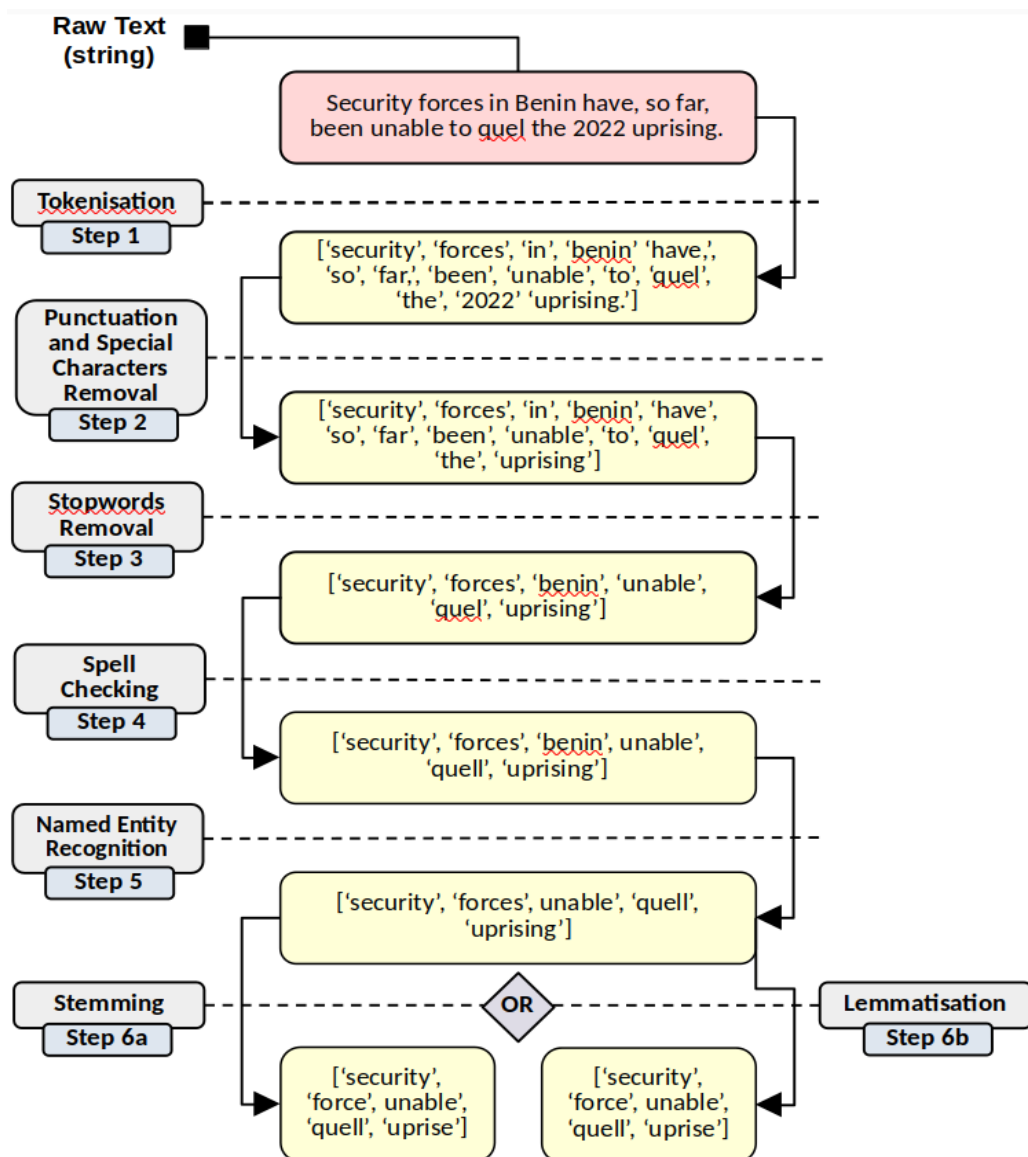 Raw Text
(string)
Security forces in Benin have, so far,
been unable to quel the 2022 uprising.
Tokenisation
Step 1
[‘security’, ‘forces’, ‘in’, ‘benin’ ‘have,’,
‘so’, ‘far,’, ‘been’, ‘unable’, ‘to’, ‘quel’,
‘the’, ‘2022’ ‘uprising.’]
Punctuation
and Special
Characters
Removal
Step 2
[‘security’, ‘forces’, ‘in’, ‘benin’, ‘have’,
‘so’, ‘far’, ‘been’, ‘unable’, ‘to’, ‘quel’,
‘the’, ‘uprising’]
Stopwords
Removal
Step 3
[‘security’, ‘forces’, ‘benin’, ‘unable’,
‘quel’, ‘uprising’]
Spell
Checking
Step 4
[‘security’, ‘forces’, ‘benin’, unable’,
‘quell’, ‘uprising’]
Named Entity
Recognition
Step 5
[‘security’, ‘forces’, unable’, ‘quell’,
‘uprising’]
Stemming
Step 6a
OR
Lemmatisation
Step 6b
[‘security’,
‘force’, unable’,
‘quell’, ‘uprise’]
[‘security’,
‘force’, unable’,
‘quell’, ‘uprise’]